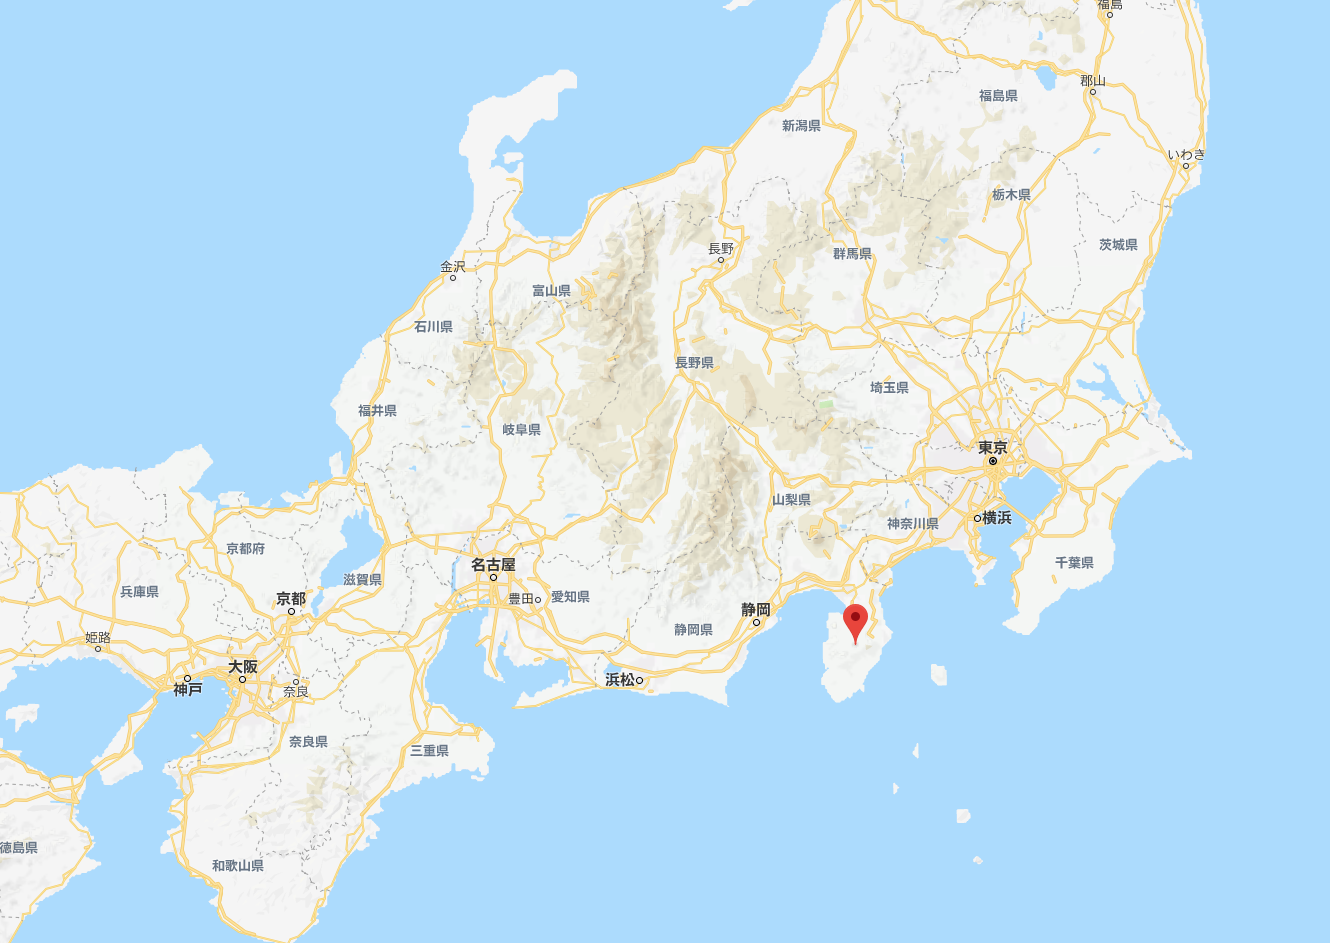 福島
郡山
福島県
新潟県
いわき
栃木県
茨城県
長野
群馬県
金沢
富山県
石川県
長野県
埼玉県
福井県
岐阜県
東京
山梨県
横浜
神奈川県
京都府
名古屋
千葉県
滋賀県
兵庫県
京都
豊田
愛知県
静岡
静岡県
姫路
大阪
浜松
神戸
奈良
奈良県
三重県
徳島県
和歌山県